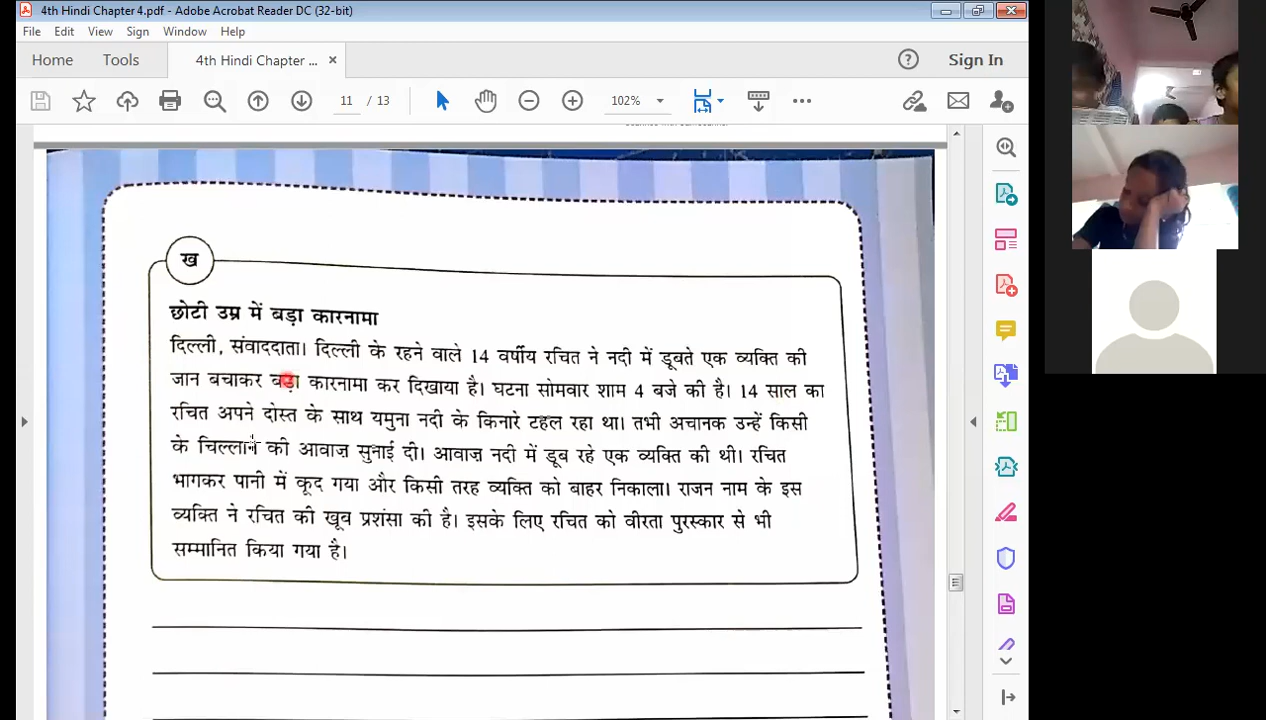 4th Hindi Chapter 4.pdf - Adobe Acrobat Reader DC (32-bit)
File Edit View Sign Window Help
Home Tools 4th Hindi Chapter ... × Sign In
11 / 13 102%
ख
छोटी उम्र में बड़ा कारनामा
दिल्ली, संवाददाता। दिल्ली के रहने वाले 14 वर्षीय रचित ने नदी में डूबते एक व्यक्ति की
जान बचाकर बड़ा कारनामा कर दिखाया है। घटना सोमवार शाम 4 बजे की है। 14 साल का
रचित अपने दोस्त के साथ यमुना नदी के किनारे टहल रहा था। तभी अचानक उन्हें किसी
के चिल्लाने की आवाज सुनाई दी। आवाज़ नदी में डूब रहे एक व्यक्ति की थी। रचित
भागकर पानी में कूद गया और किसी तरह व्यक्ति को बाहर निकाला। राजन नाम के इस
व्यक्ति ने रचित की खूब प्रशंसा की है। इसके लिए रचित को वीरता पुरस्कार से भी
सम्मानित किया गया है।